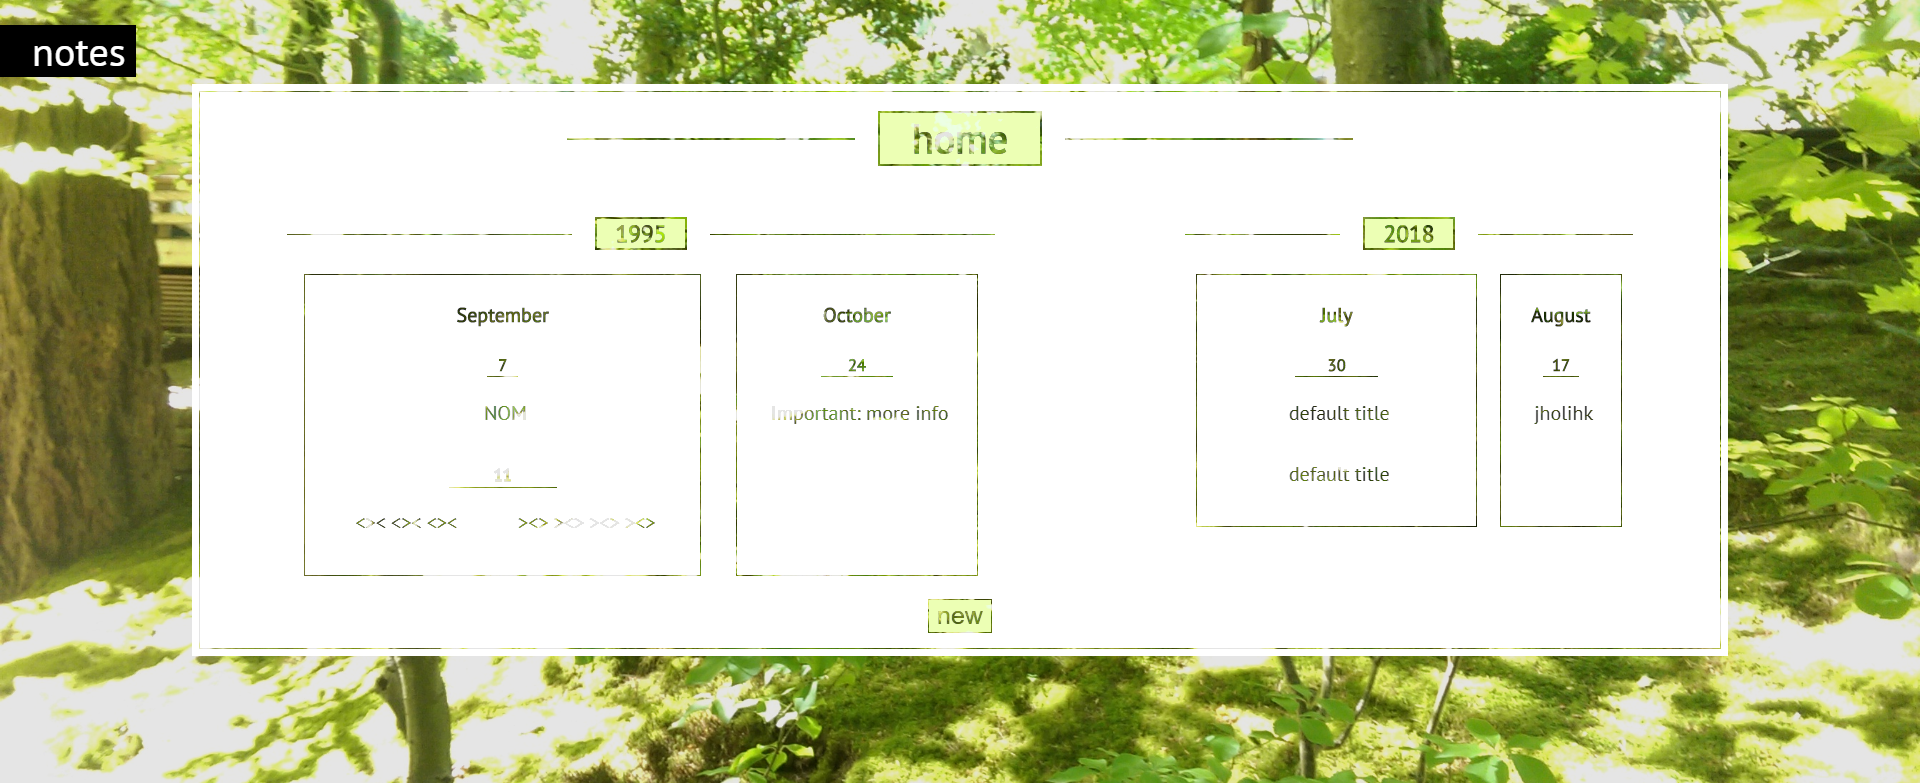 notes
home
1995
September
7
NOM
11
<>< <>< <><
><> ><> ><> ><>
October
24
Important: more info
2018
July
30
default title
default title
August
17
jholihk
new